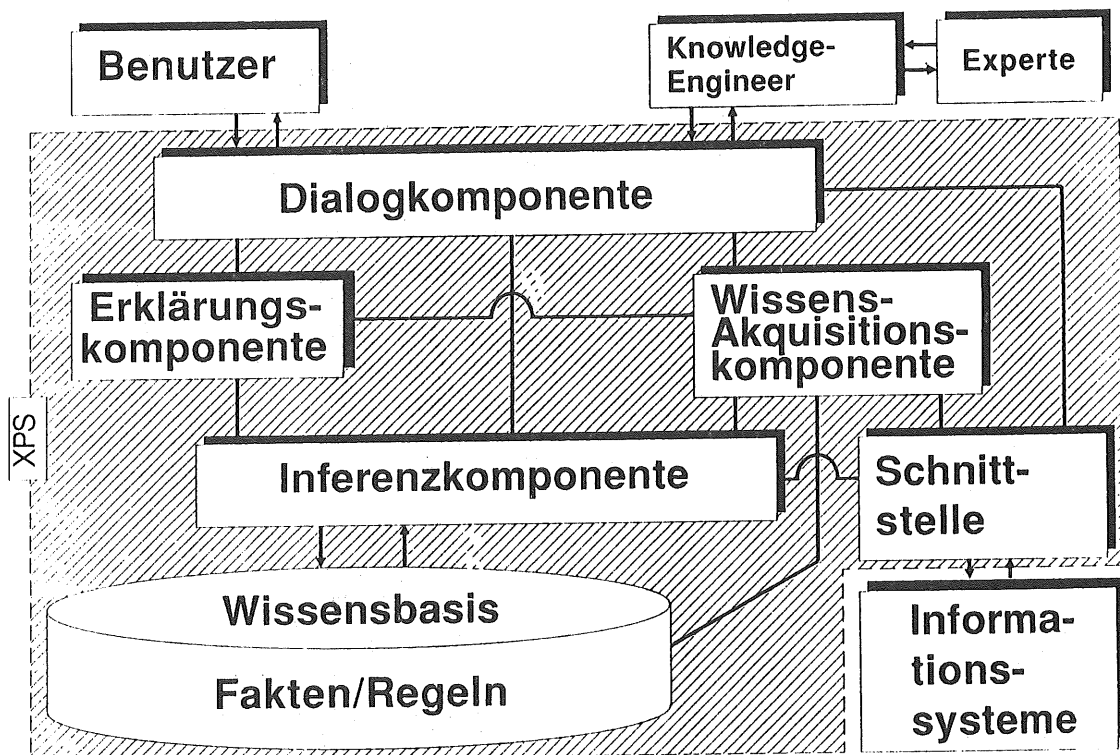 Benutzer
Knowledge-
Engineer
Experte
Dialogkomponente
Erklärungs-
komponente
Wissens-
Akquisitions-
komponente
XPS
Inferenzkomponente
Schnitt-
stelle
Wissensbasis
Fakten/Regeln
Informa-
tions-
systeme